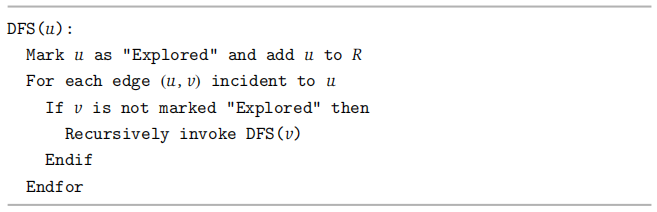 DFS(u):
  Mark u as "Explored" and add u to R
  For each edge (u, v) incident to u
    If v is not marked "Explored" then
      Recursively invoke DFS(v)
    Endif
  Endfor